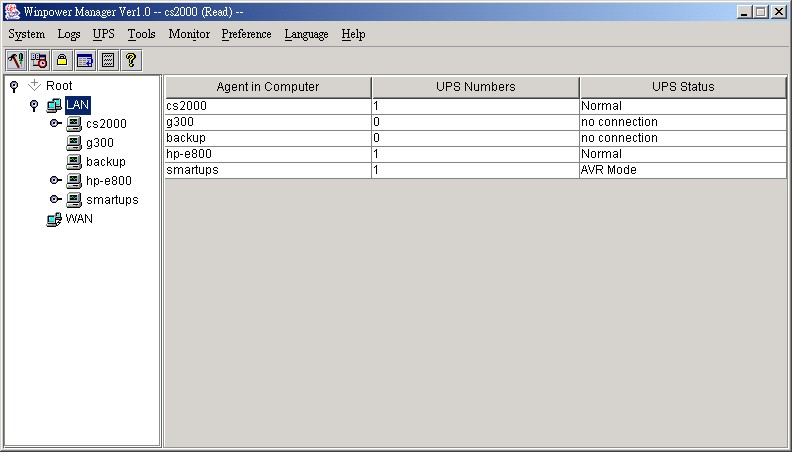 Winpower Manager Ver1.0 -- cs2000 (Read) --
System Logs UPS Tools Monitor Preference Language Help
Root
LAN
cs2000
g300
backup
hp-e800
smartups
WAN
Agent in Computer UPS Numbers UPS Status
cs2000 1 Normal
g300 0 no connection
backup 0 no connection
hp-e800 1 Normal
smartups 1 AVR Mode